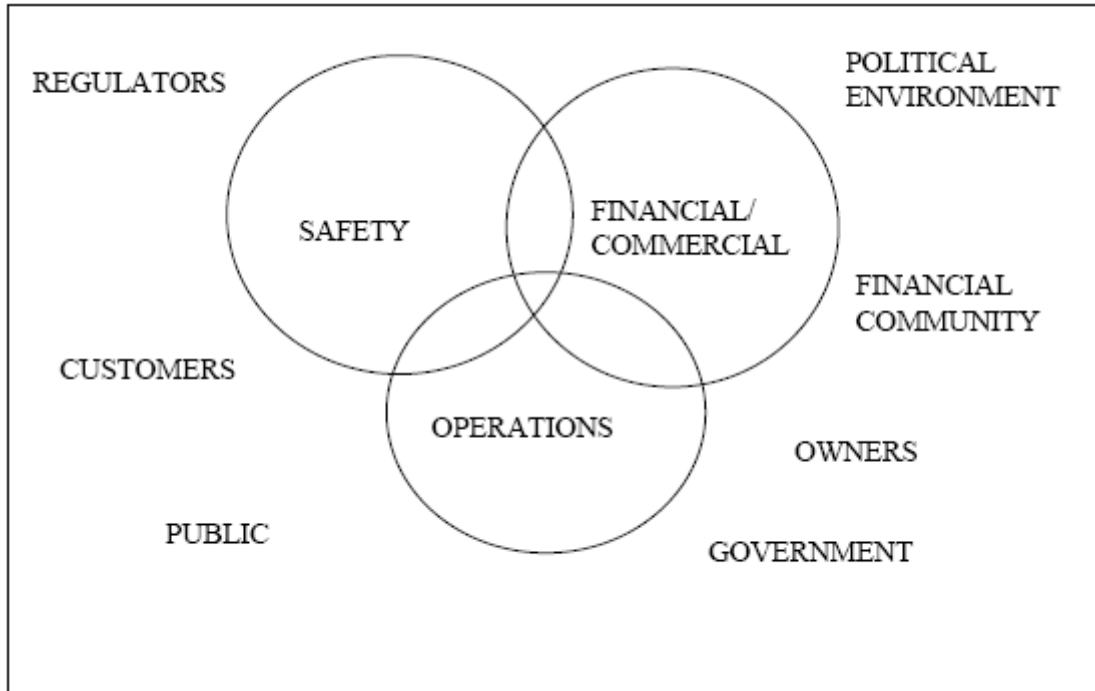 REGULATORS
POLITICAL
ENVIRONMENT
SAFETY
FINANCIAL/
COMMERCIAL
FINANCIAL
COMMUNITY
CUSTOMERS
OPERATIONS
OWNERS
PUBLIC
GOVERNMENT